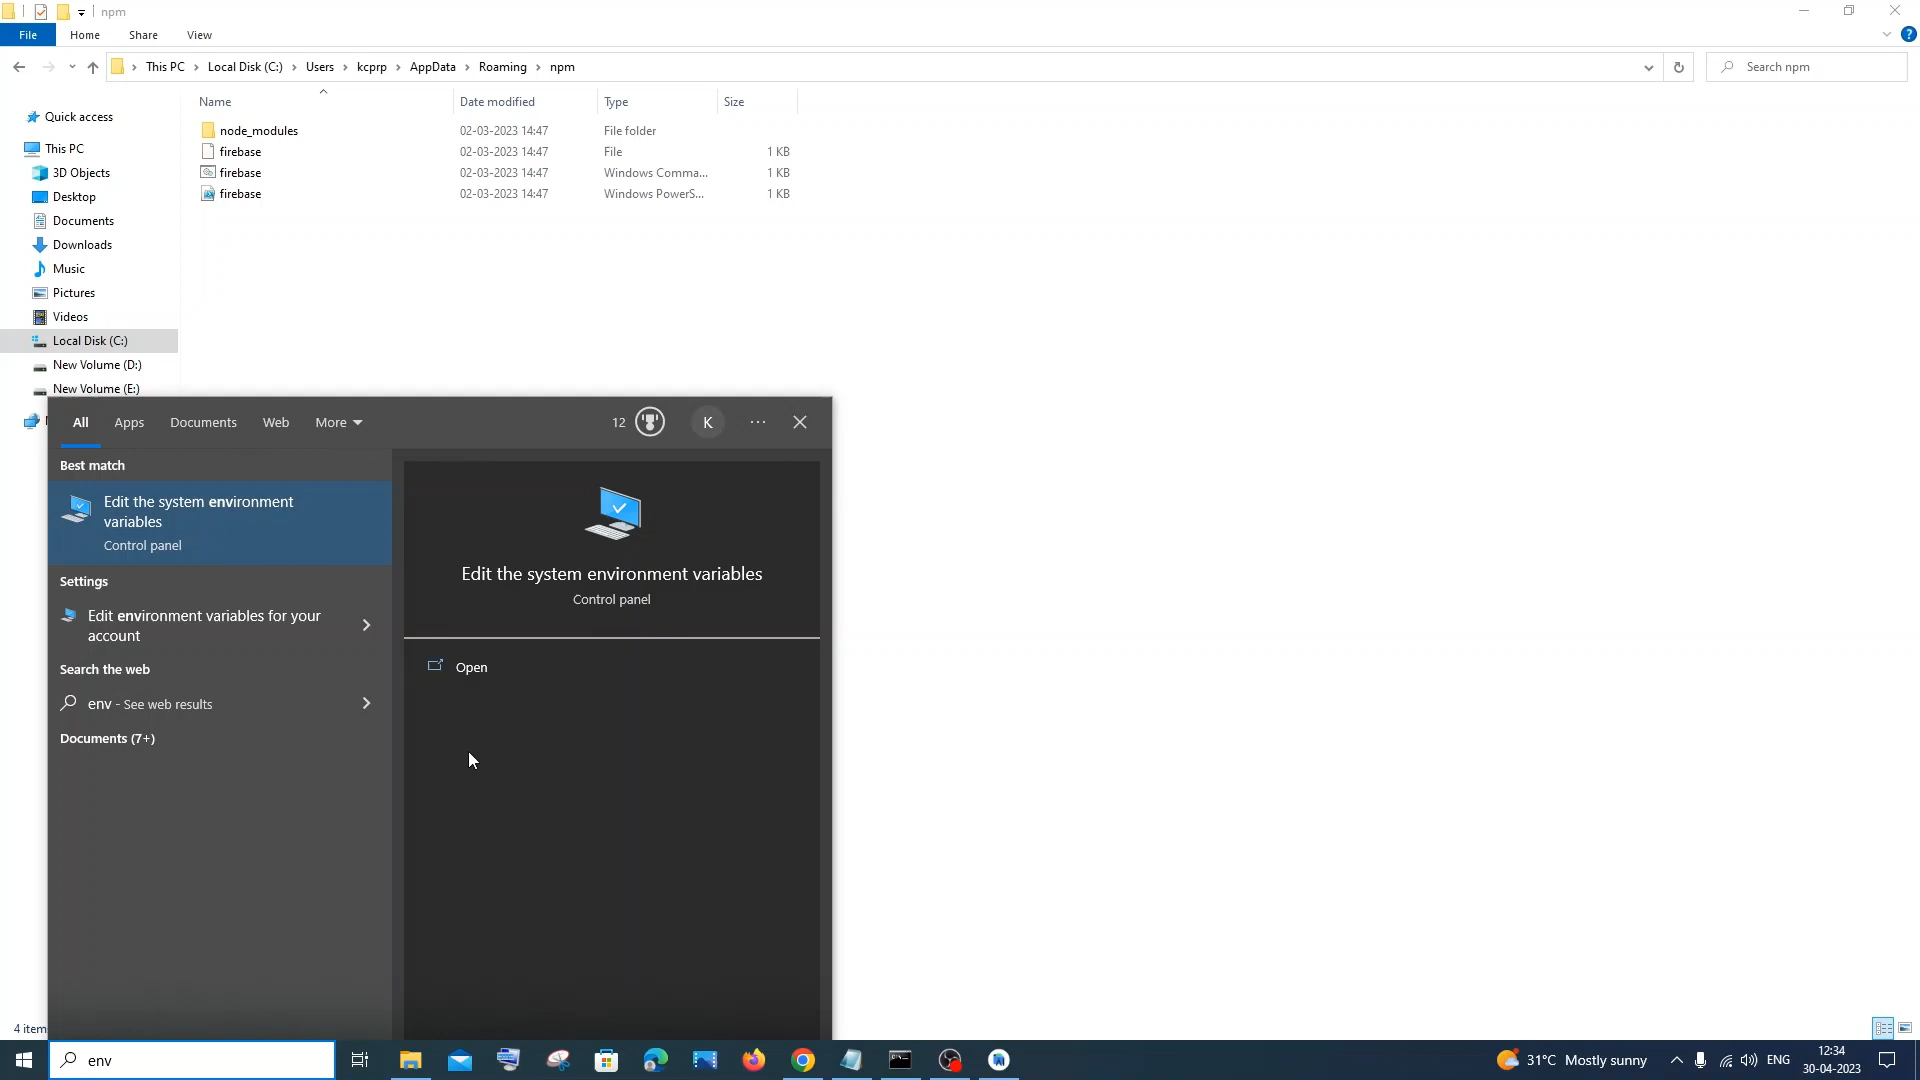 npm
File Home Share View
This PC Local Disk (C:) Users kcprp AppData Roaming npm
Search npm
Name Date modified Type Size
Quick access
This PC
3D Objects
Desktop
Documents
Downloads
Music
Pictures
Videos
Local Disk (C:)
New Volume (D:)
New Volume (E:)
node_modules 02-03-2023 14:47 File folder
firebase 02-03-2023 14:47 File 1 KB
firebase 02-03-2023 14:47 Windows Comma... 1 KB
firebase 02-03-2023 14:47 Windows PowerS... 1 KB
All Apps Documents Web More 12 K
Best match
Edit the system environment
variables
Control panel
Settings
Edit environment variables for your
account
Search the web
env - See web results
Documents (7+)
Edit the system environment variables
Control panel
Open
4 item
env
31°C Mostly sunny
ENG
12:34
30-04-2023